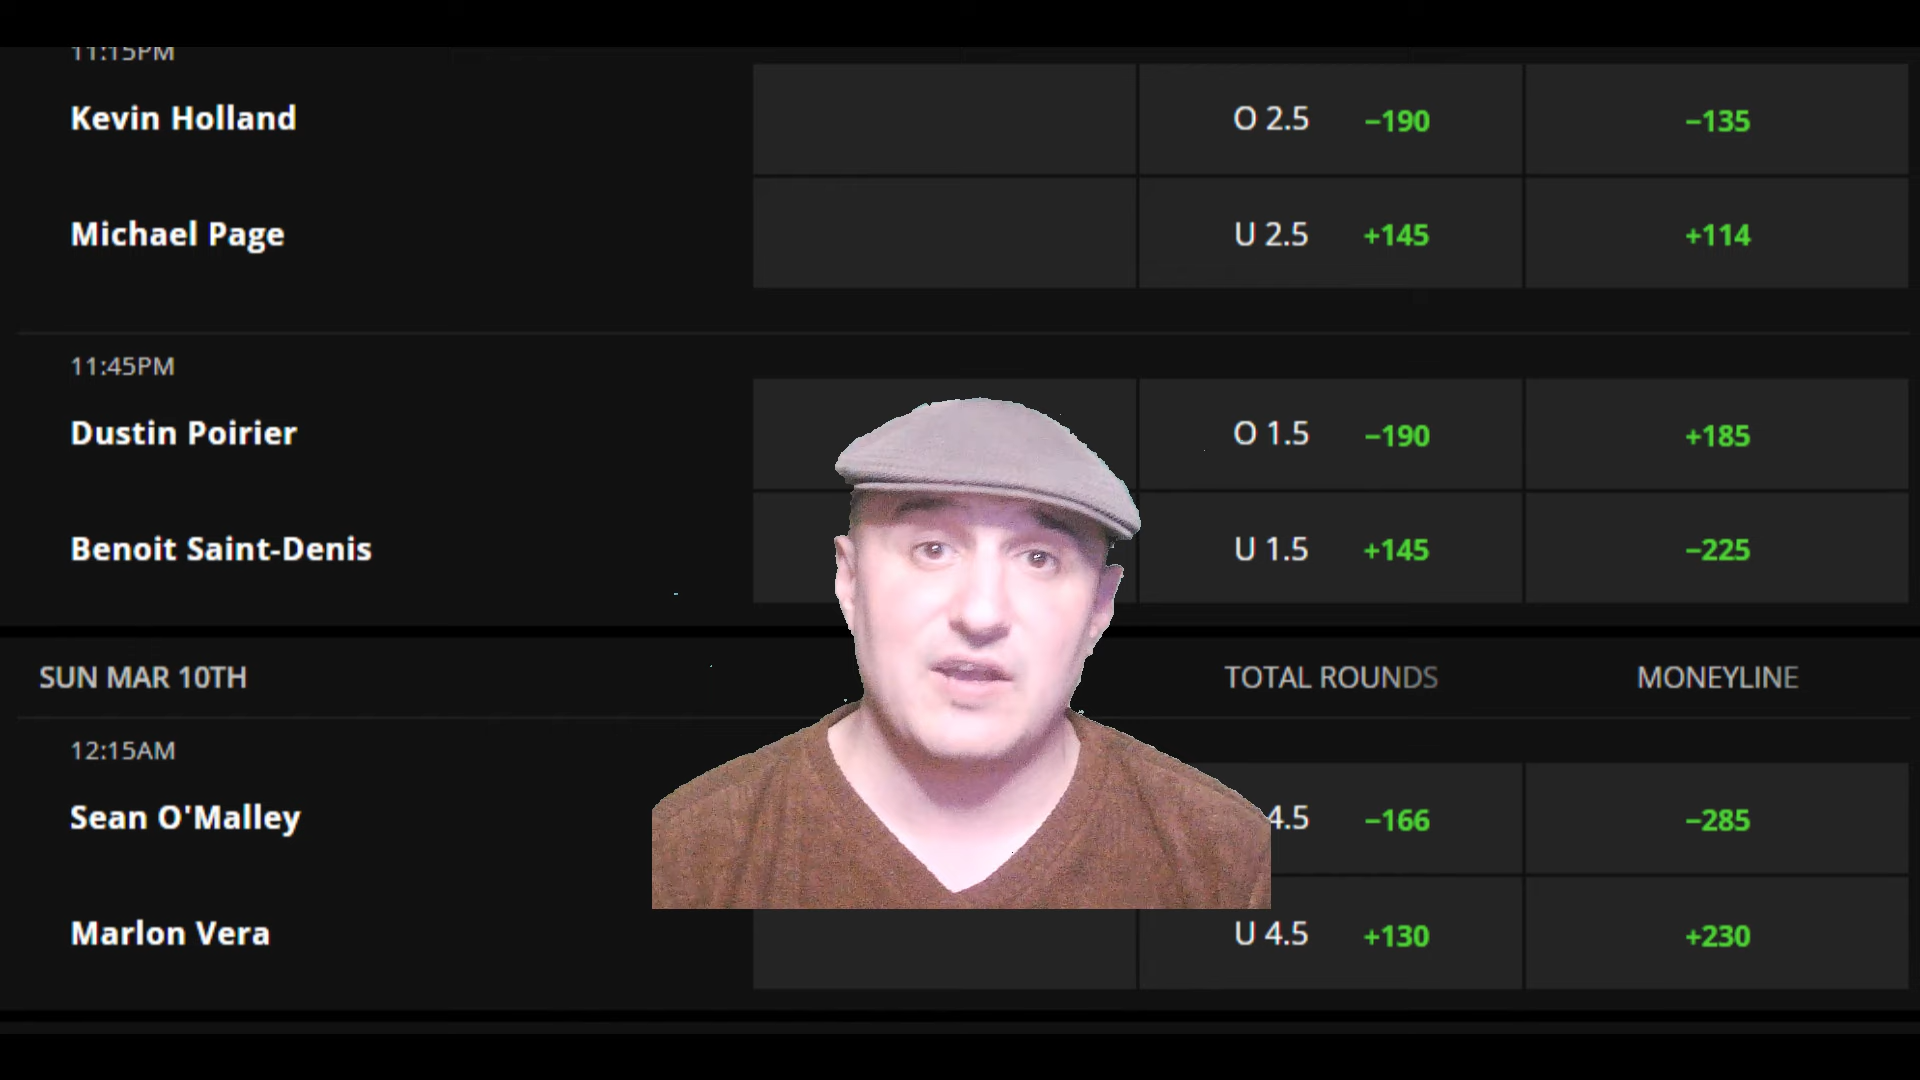 11:15PM
Kevin Holland O 2.5 −190 −135
Michael Page U 2.5 +145 +114
11:45PM
Dustin Poirier O 1.5 −190 +185
Benoit Saint-Denis U 1.5 +145 −225
SUN MAR 10TH TOTAL ROUNDS MONEYLINE
12:15AM
Sean O'Malley 4.5 −166 −285
Marlon Vera U 4.5 +130 +230